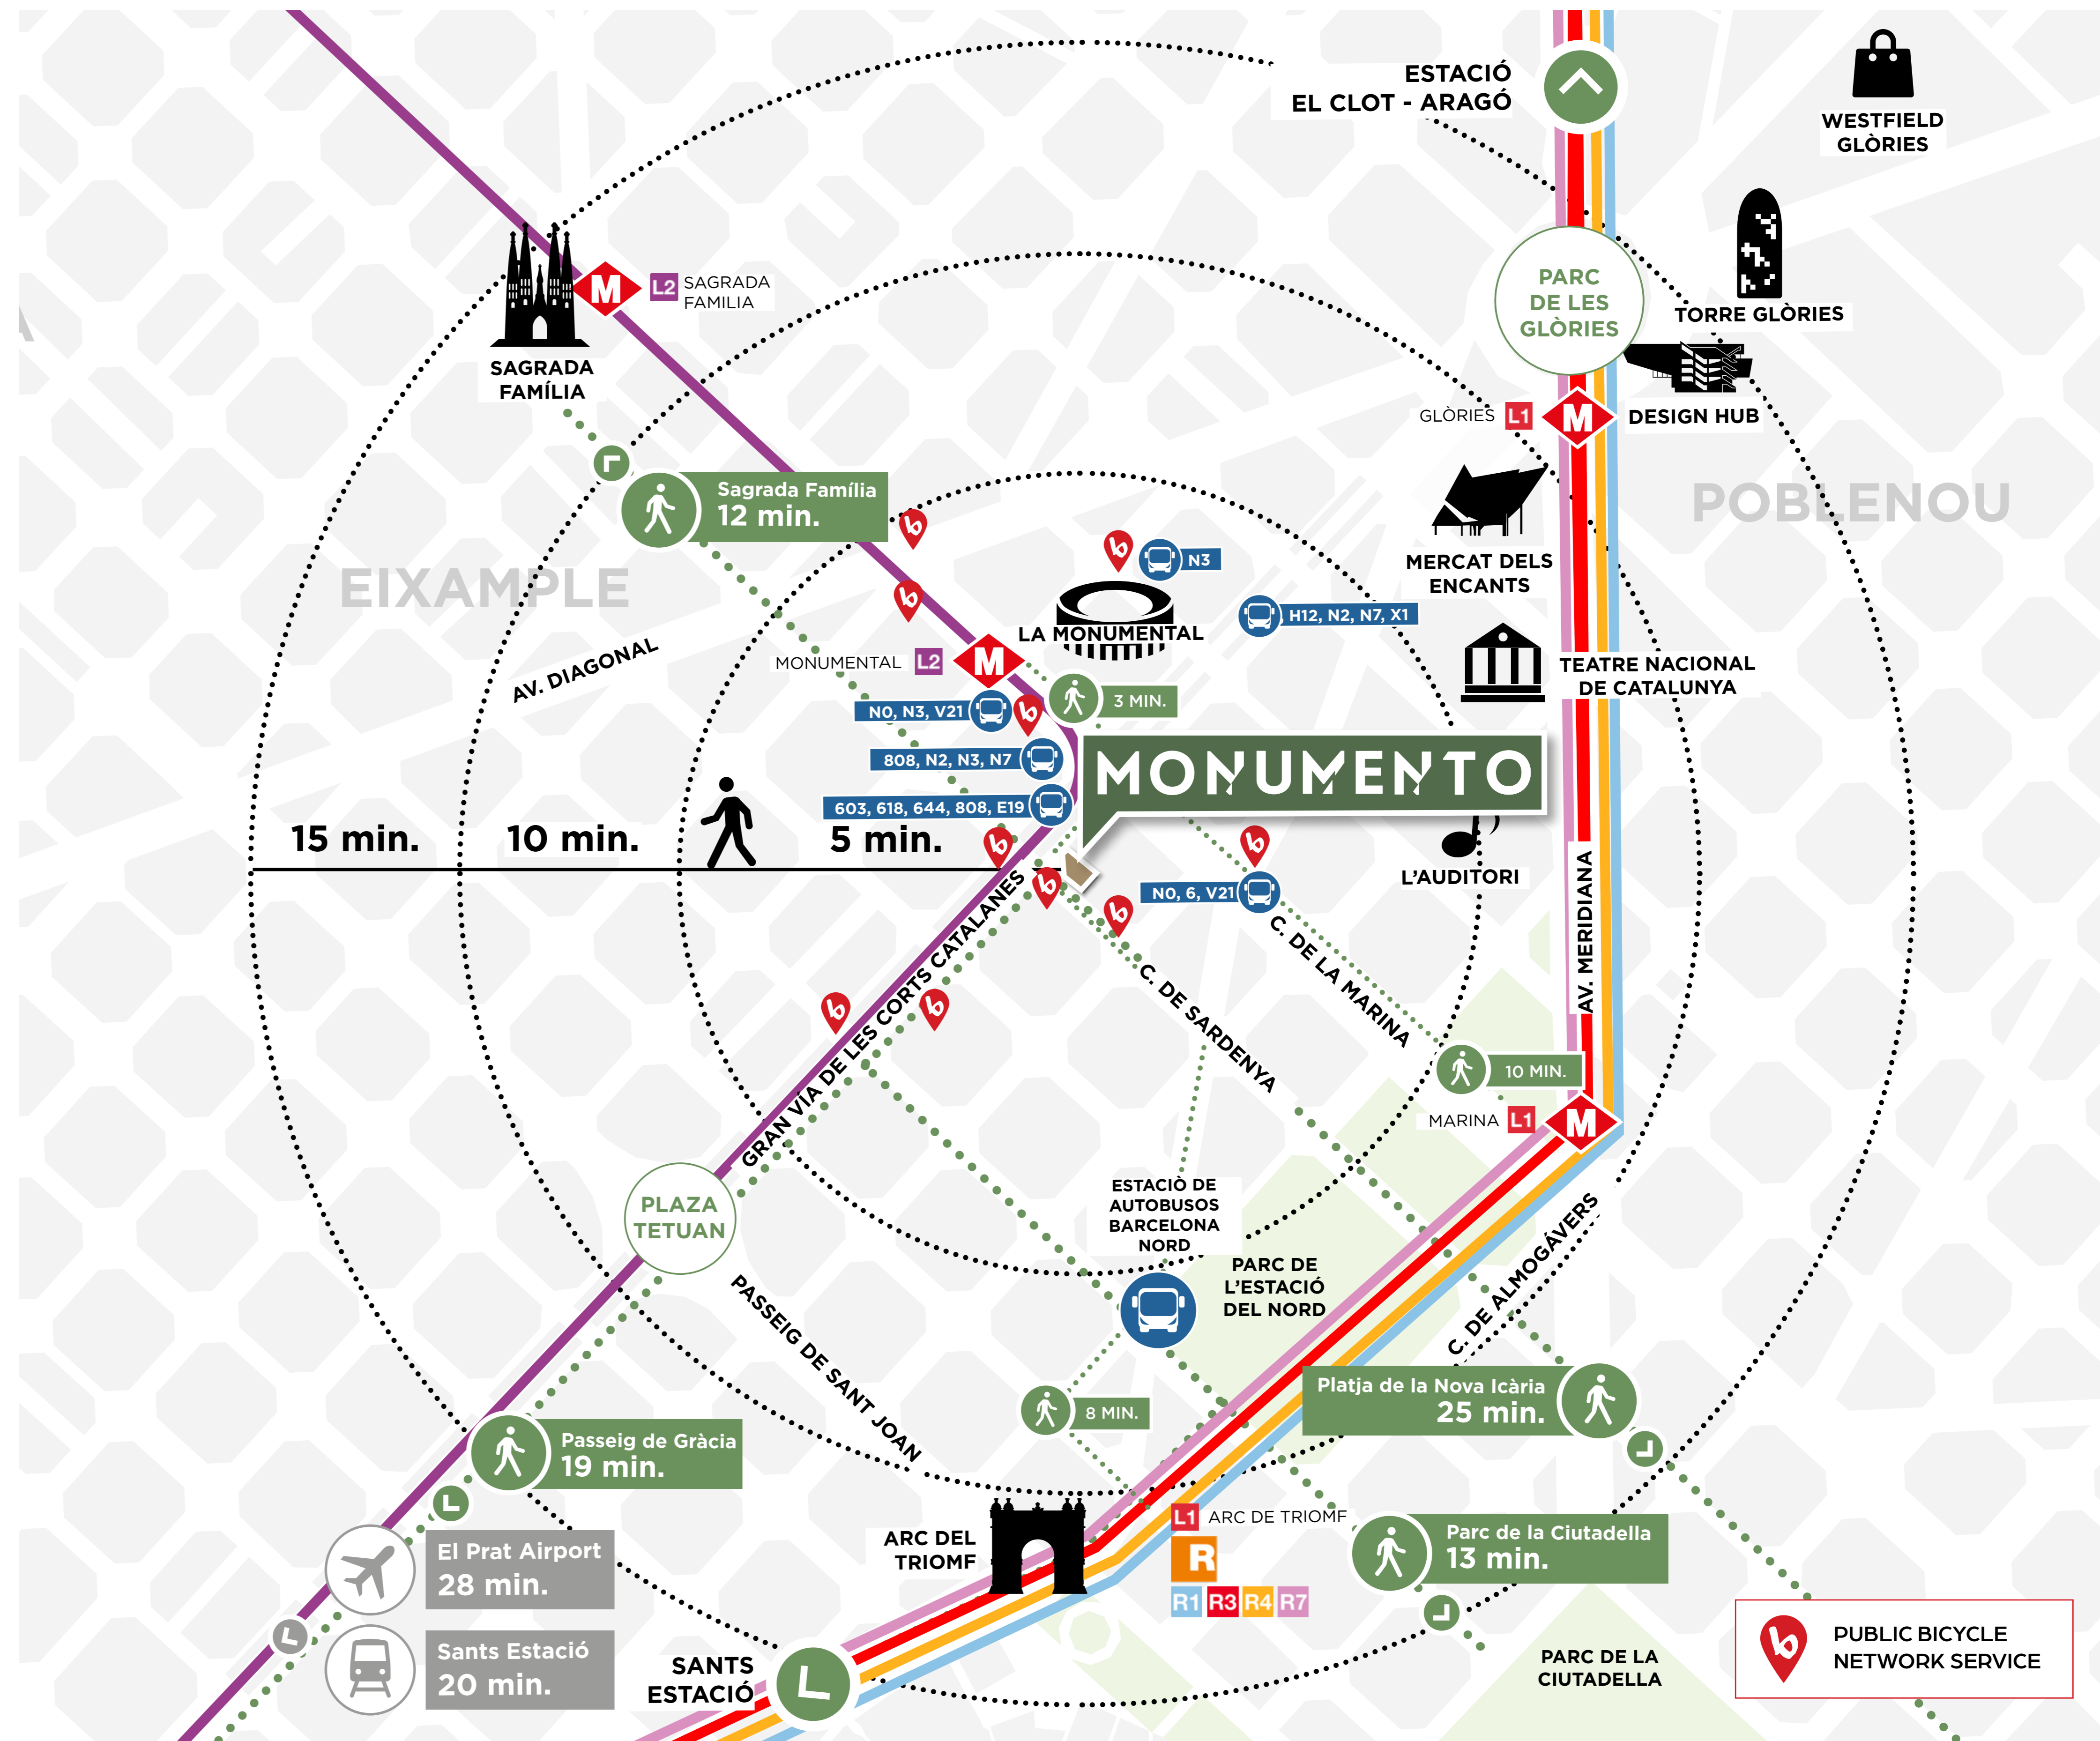 ESTACIÓ
EL CLOT - ARAGÓ
WESTFIELD
GLÒRIES
PARC
DE LES
GLÒRIES
TORRE GLÒRIES
M
L2
SAGRADA
FAMILIA
SAGRADA
FAMÍLIA
GLÒRIES
L1
M
DESIGN HUB
Sagrada Família
12 min.
POBLENOU
EIXAMPLE
N3
MERCAT DELS
ENCANTS
H12, N2, N7, X1
LA MONUMENTAL
AV. DIAGONAL
MONUMENTAL
L2
M
TEATRE NACIONAL
DE CATALUNYA
3 MIN.
N0, N3, V21
808, N2, N3, N7
MONUMENTO
603, 618, 644, 808, E19
15 min.
10 min.
5 min.
L'AUDITORI
N0, 6, V21
AV. MERIDIANA
GRAN VÍA DE LES CORTS CATALANES
C. DE LA MARINA
C. DE SARDENYA
10 MIN.
MARINA
L1
M
PLAZA
TETUAN
ESTACIÒ DE
AUTOBUSOS
BARCELONA
NORD
PARC DE
L'ESTACIÓ
DEL NORD
C. DE ALMOGÁVERS
PASSEIG DE SANT JOAN
Platja de la Nova Icària
25 min.
8 MIN.
Passeig de Gràcia
19 min.
ARC DEL
TRIOMF
L1
ARC DE TRIOMF
R
R1 R3 R4 R7
Parc de la Ciutadella
13 min.
El Prat Airport
28 min.
Sants Estació
20 min.
SANTS
ESTACIÓ
PARC DE LA
CIUTADELLA
PUBLIC BICYCLE
NETWORK SERVICE